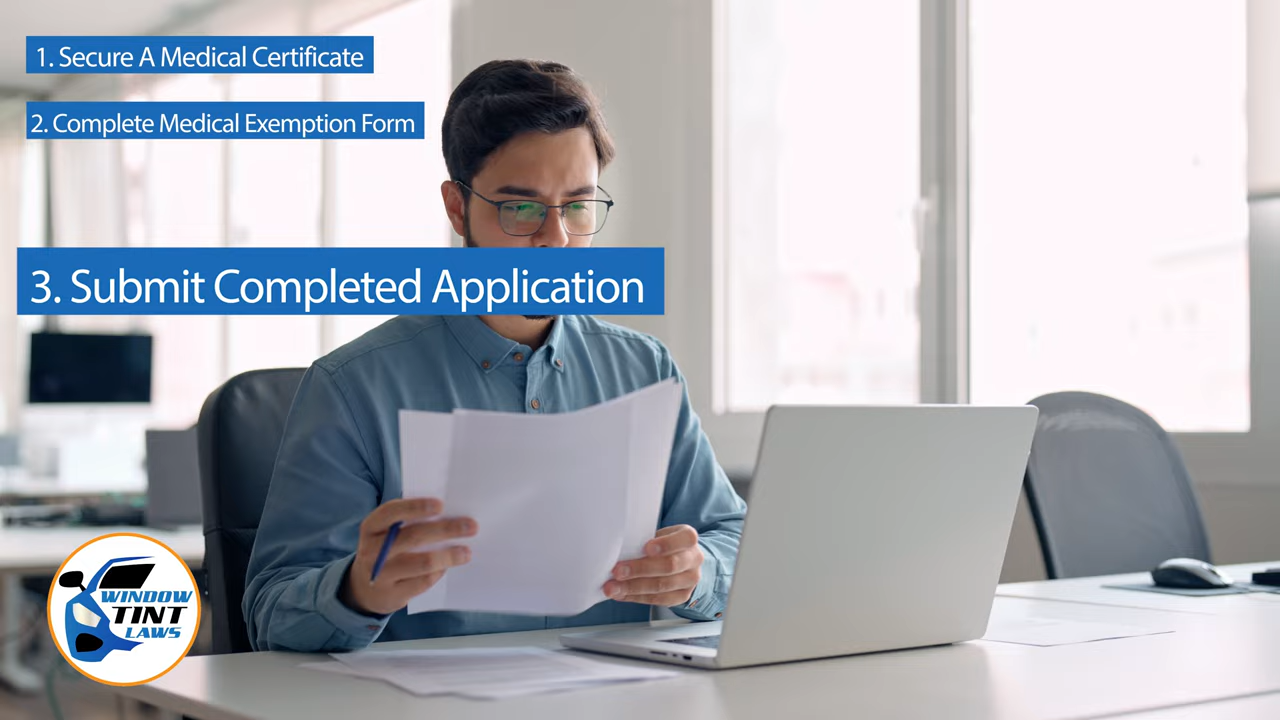 1. Secure A Medical Certificate
2. Complete Medical Exemption Form
3. Submit Completed Application
WINDOW
TINT
LAWS